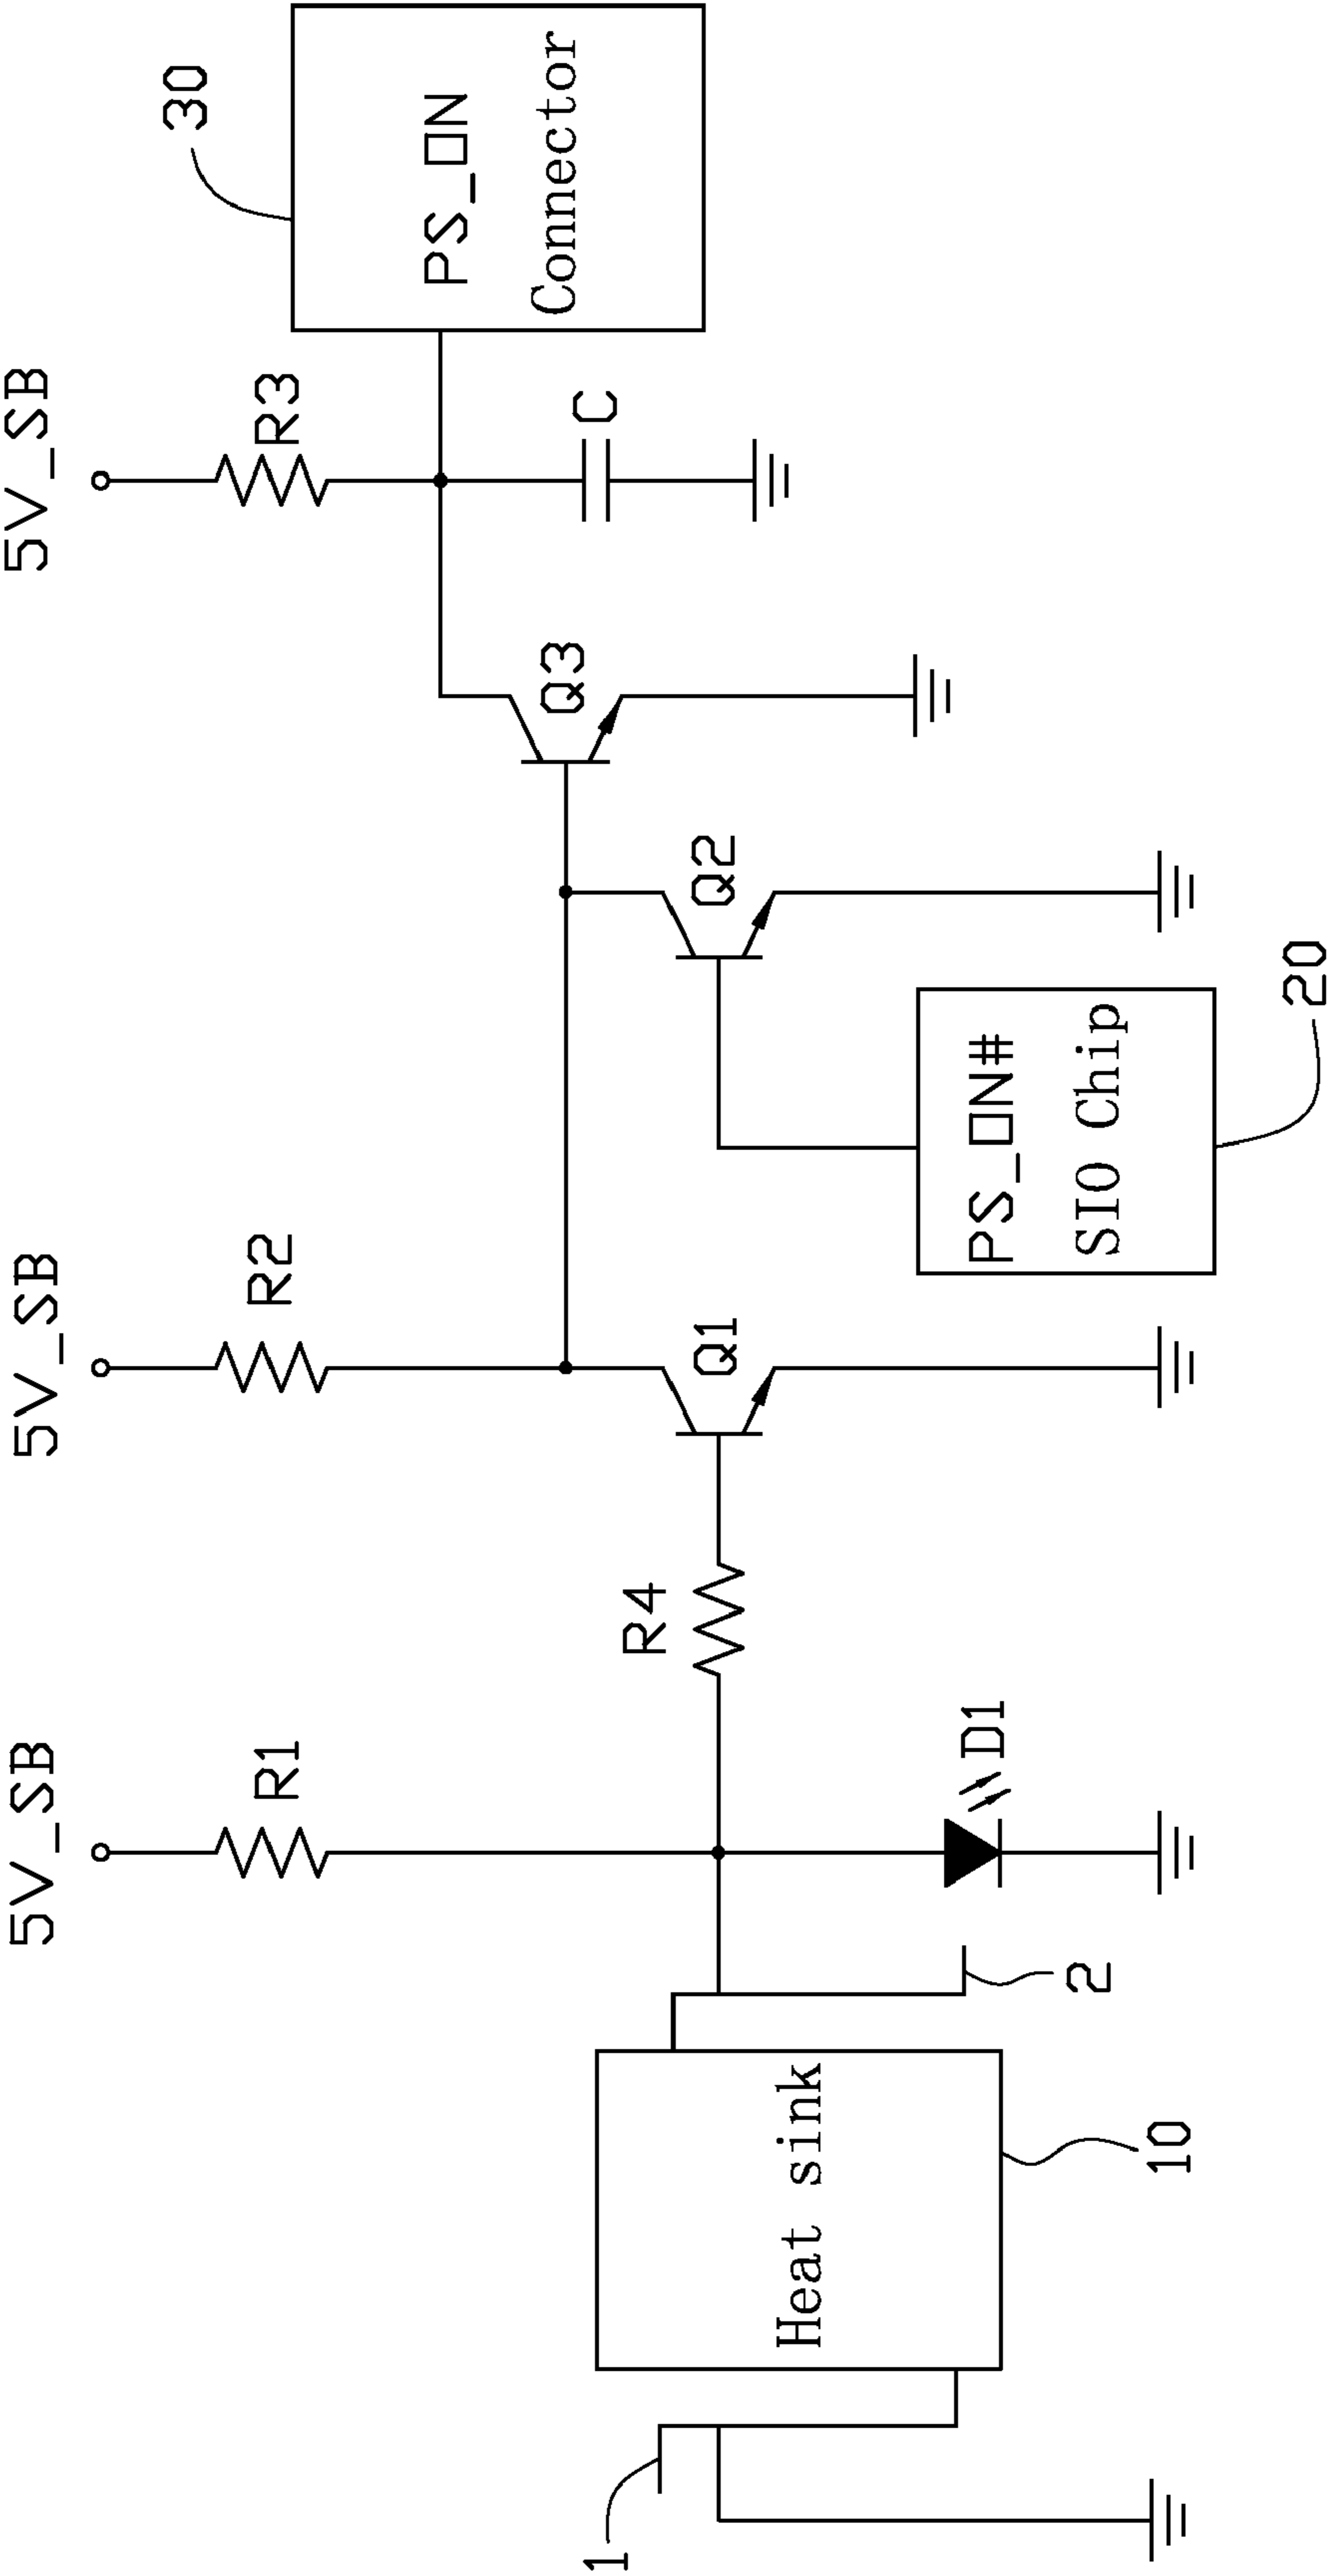 5V_SB
5V_SB
5V_SB
R1
R2
R3
30
PS_ON
Connector
C
Q3
Q2
Q1
R4
PS_ON#
SIO Chip
20
D1
Heat sink
1
2
10